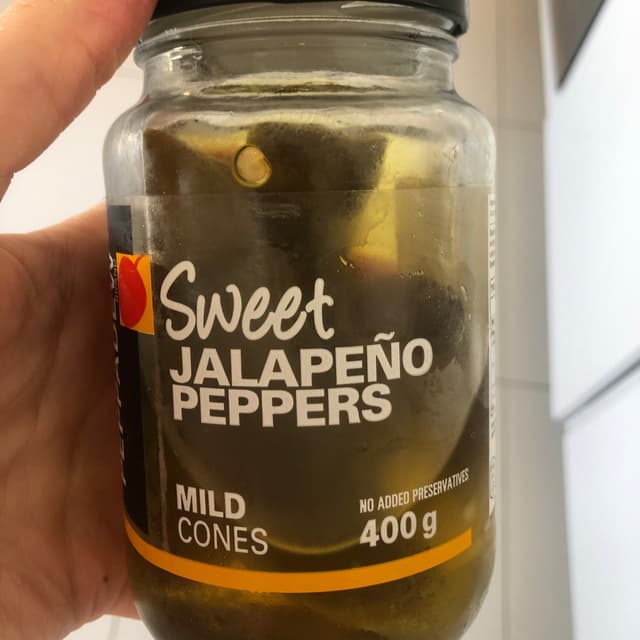 Sweet
JALAPEÑO
PEPPERS
MILD
CONES
NO ADDED PRESERVATIVES
400 g